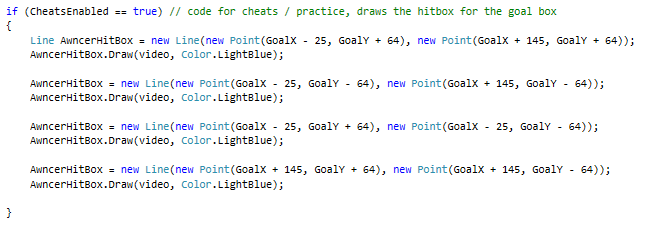 if (CheatsEnabled == true) // code for cheats / practice, draws the hitbox for the goal box
{
Line AwncerHitBox = new Line(new Point(GoalX - 25, GoalY + 64), new Point(GoalX + 145, GoalY + 64));
AwncerHitBox.Draw(video, Color.LightBlue);
AwncerHitBox = new Line(new Point(GoalX - 25, GoalY - 64), new Point(GoalX + 145, GoalY - 64));
AwncerHitBox.Draw(video, Color.LightBlue);
AwncerHitBox = new Line(new Point(GoalX - 25, GoalY + 64), new Point(GoalX - 25, GoalY - 64));
AwncerHitBox.Draw(video, Color.LightBlue);
AwncerHitBox = new Line(new Point(GoalX + 145, GoalY + 64), new Point(GoalX + 145, GoalY - 64));
AwncerHitBox.Draw(video, Color.LightBlue);
}